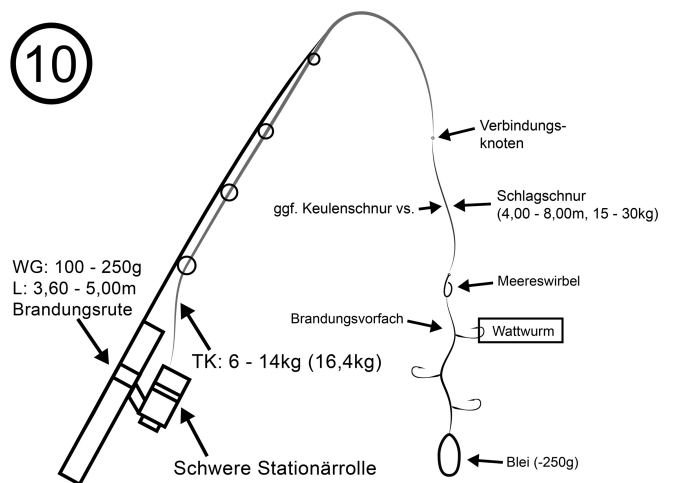 10
Verbindungs-
knoten
ggf. Keulenschnur vs.
Schlagschnur
(4,00 - 8,00m, 15 - 30kg)
WG: 100 - 250g
L: 3,60 - 5,00m
Brandungsrute
Meereswirbel
Brandungsvorfach
Wattwurm
TK: 6 - 14kg (16,4kg)
Schwere Stationärrolle
Blei (-250g)